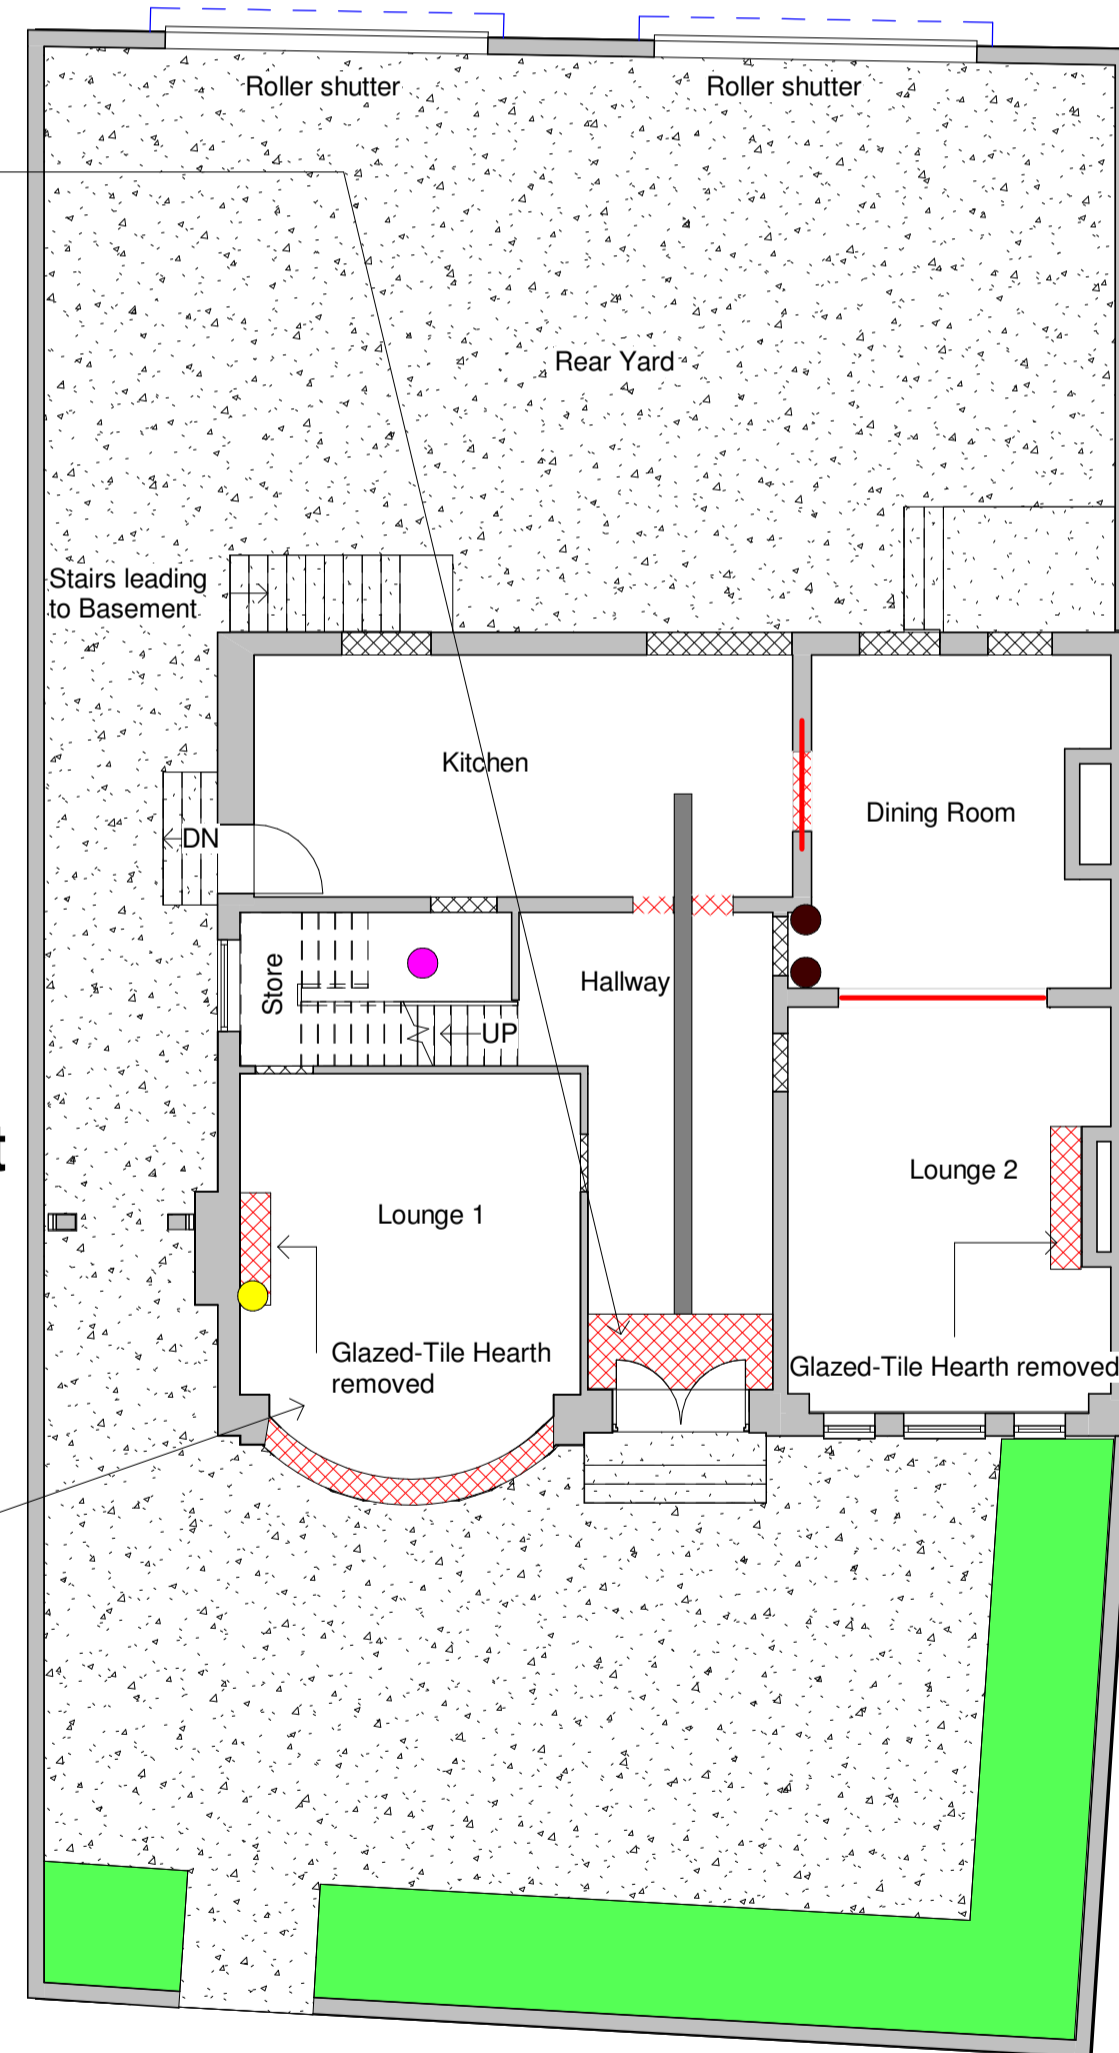 Roller shutter
Roller shutter
Rear Yard
Stairs leading
to Basement
Kitchen
Dining Room
DN
Store
Hallway
UP
Lounge 2
Lounge 1
Glazed-Tile Hearth
removed
Glazed-Tile Hearth removed
t